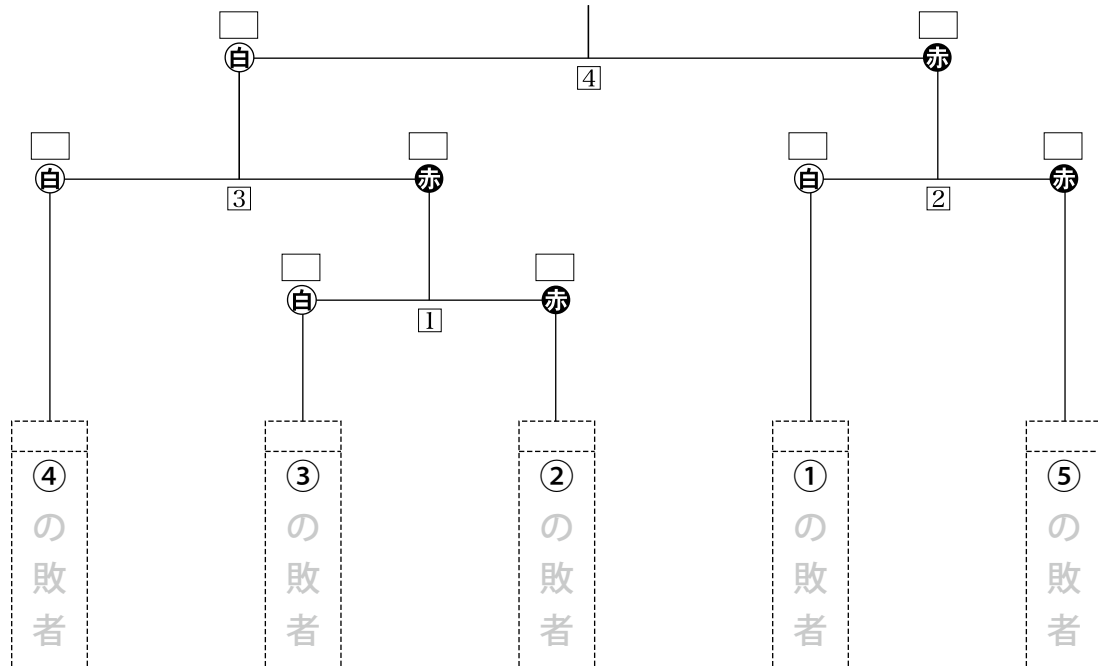 白 赤
4
白 赤 白 赤
3 2
白 赤
1
④の敗者
③の敗者
②の敗者
①の敗者
⑤の敗者